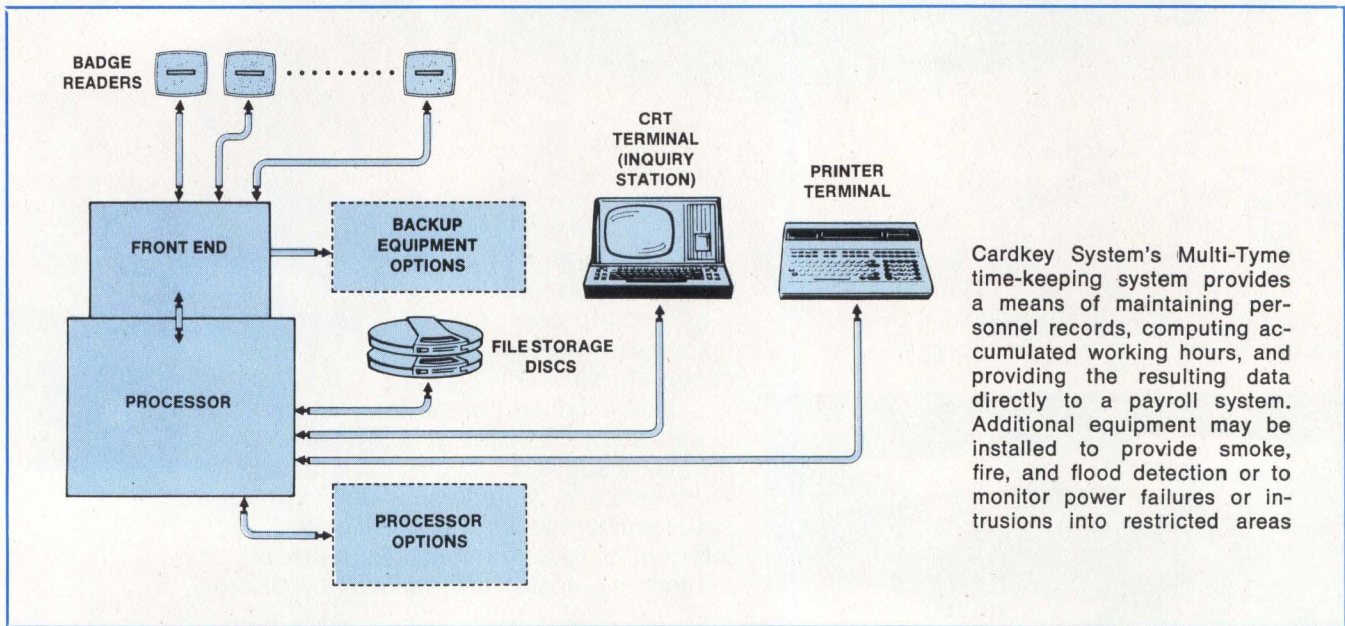 BADGE
READERS
CRT
TERMINAL
(INQUIRY
STATION)
PRINTER
TERMINAL
FRONT END
BACKUP
EQUIPMENT
OPTIONS
FILE STORAGE
DISCS
PROCESSOR
PROCESSOR
OPTIONS
Cardkey System's Multi-Tyme
time-keeping system provides
a means of maintaining per-
sonnel records, computing ac-
cumulated working hours, and
providing the resulting data
directly to a payroll system.
Additional equipment may be
installed to provide smoke,
fire, and flood detection or to
monitor power failures or in-
trusions into restricted areas